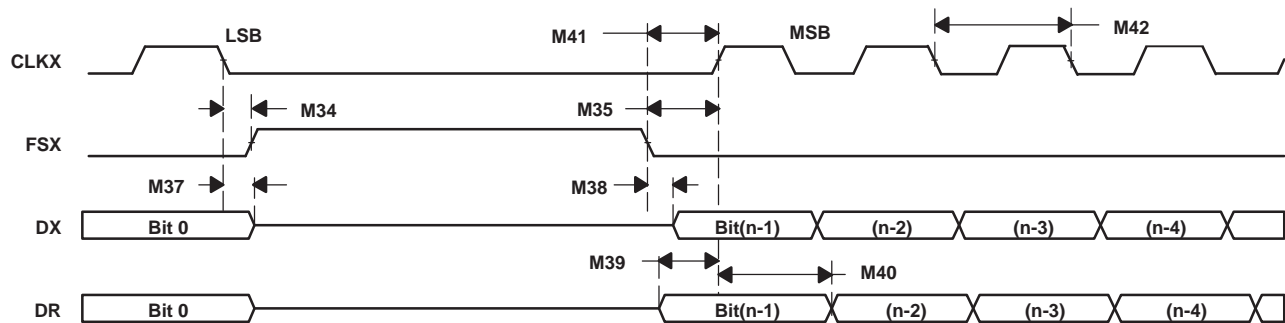 LSB M41 MSB M42
CLKX
M34 M35
FSX
M37 M38
DX Bit 0 Bit(n-1) (n-2) (n-3) (n-4)
M39 M40
DR Bit 0 Bit(n-1) (n-2) (n-3) (n-4)